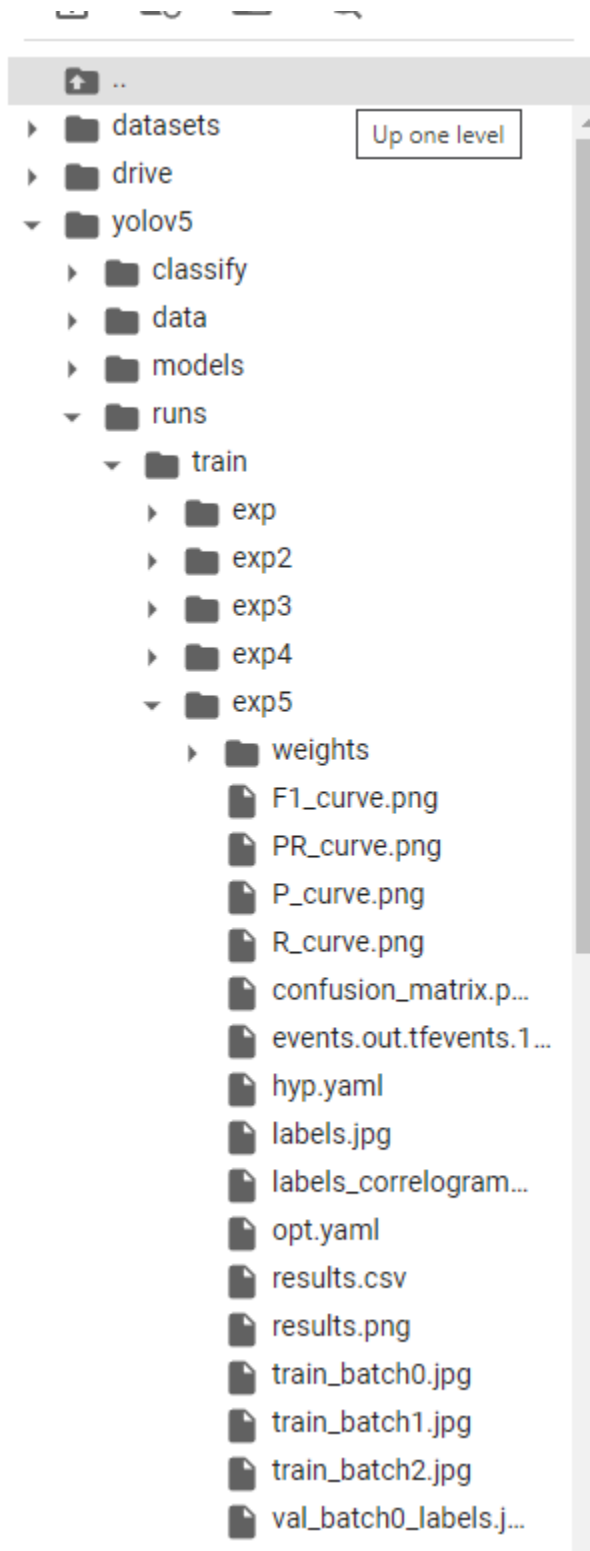 ..
datasets
Up one level
drive
yolov5
classify
data
models
runs
train
exp
exp2
exp3
exp4
exp5
weights
F1_curve.png
PR_curve.png
P_curve.png
R_curve.png
confusion_matrix.p...
events.out.tfevents.1...
hyp.yaml
labels.jpg
labels_correlogram...
opt.yaml
results.csv
results.png
train_batch0.jpg
train_batch1.jpg
train_batch2.jpg
val_batch0_labels.j...